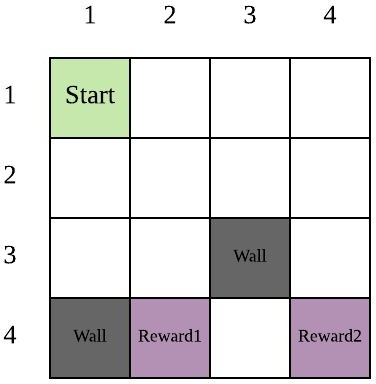 1 2 3 4
1 Start
2
3 Wall
4 Wall Reward1 Reward2